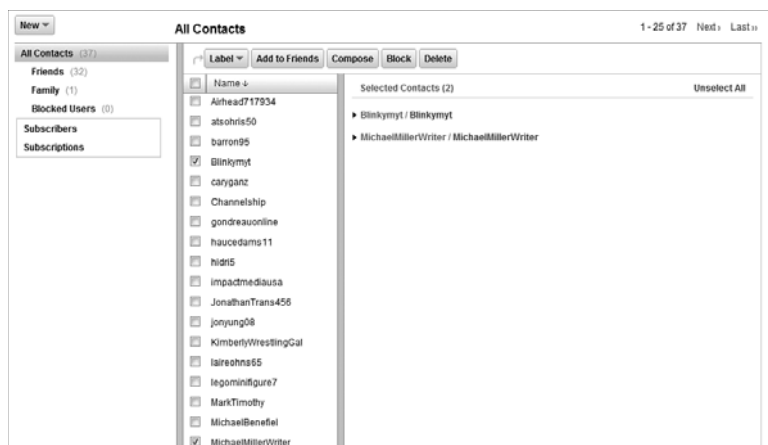 New
All Contacts
1 - 25 of 37 Next › Last ››
All Contacts (37)
Friends (32)
Family (1)
Blocked Users (0)
Subscribers
Subscriptions
Label Add to Friends Compose Block Delete
Name ↓
Airhead717934
atsohris50
barron95
Blinkymyt
caryganz
Channelship
gondreauonline
haucedams11
hidri5
impactmediausa
JonathanTrans456
jonyung08
KimberlyWrestlingGal
laireohns65
legominifigure7
MarkTimothy
MichaelBenefiel
MichaelMillerWriter
Selected Contacts (2) Unselect All
Blinkymyt / Blinkymyt
MichaelMillerWriter / MichaelMillerWriter